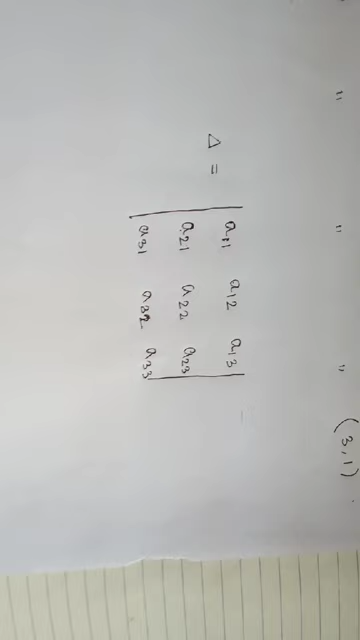 " " " (3,1)
Δ = | a11 a12 a13 |
| a21 a22 a23 |
| a31 a32 a33 |